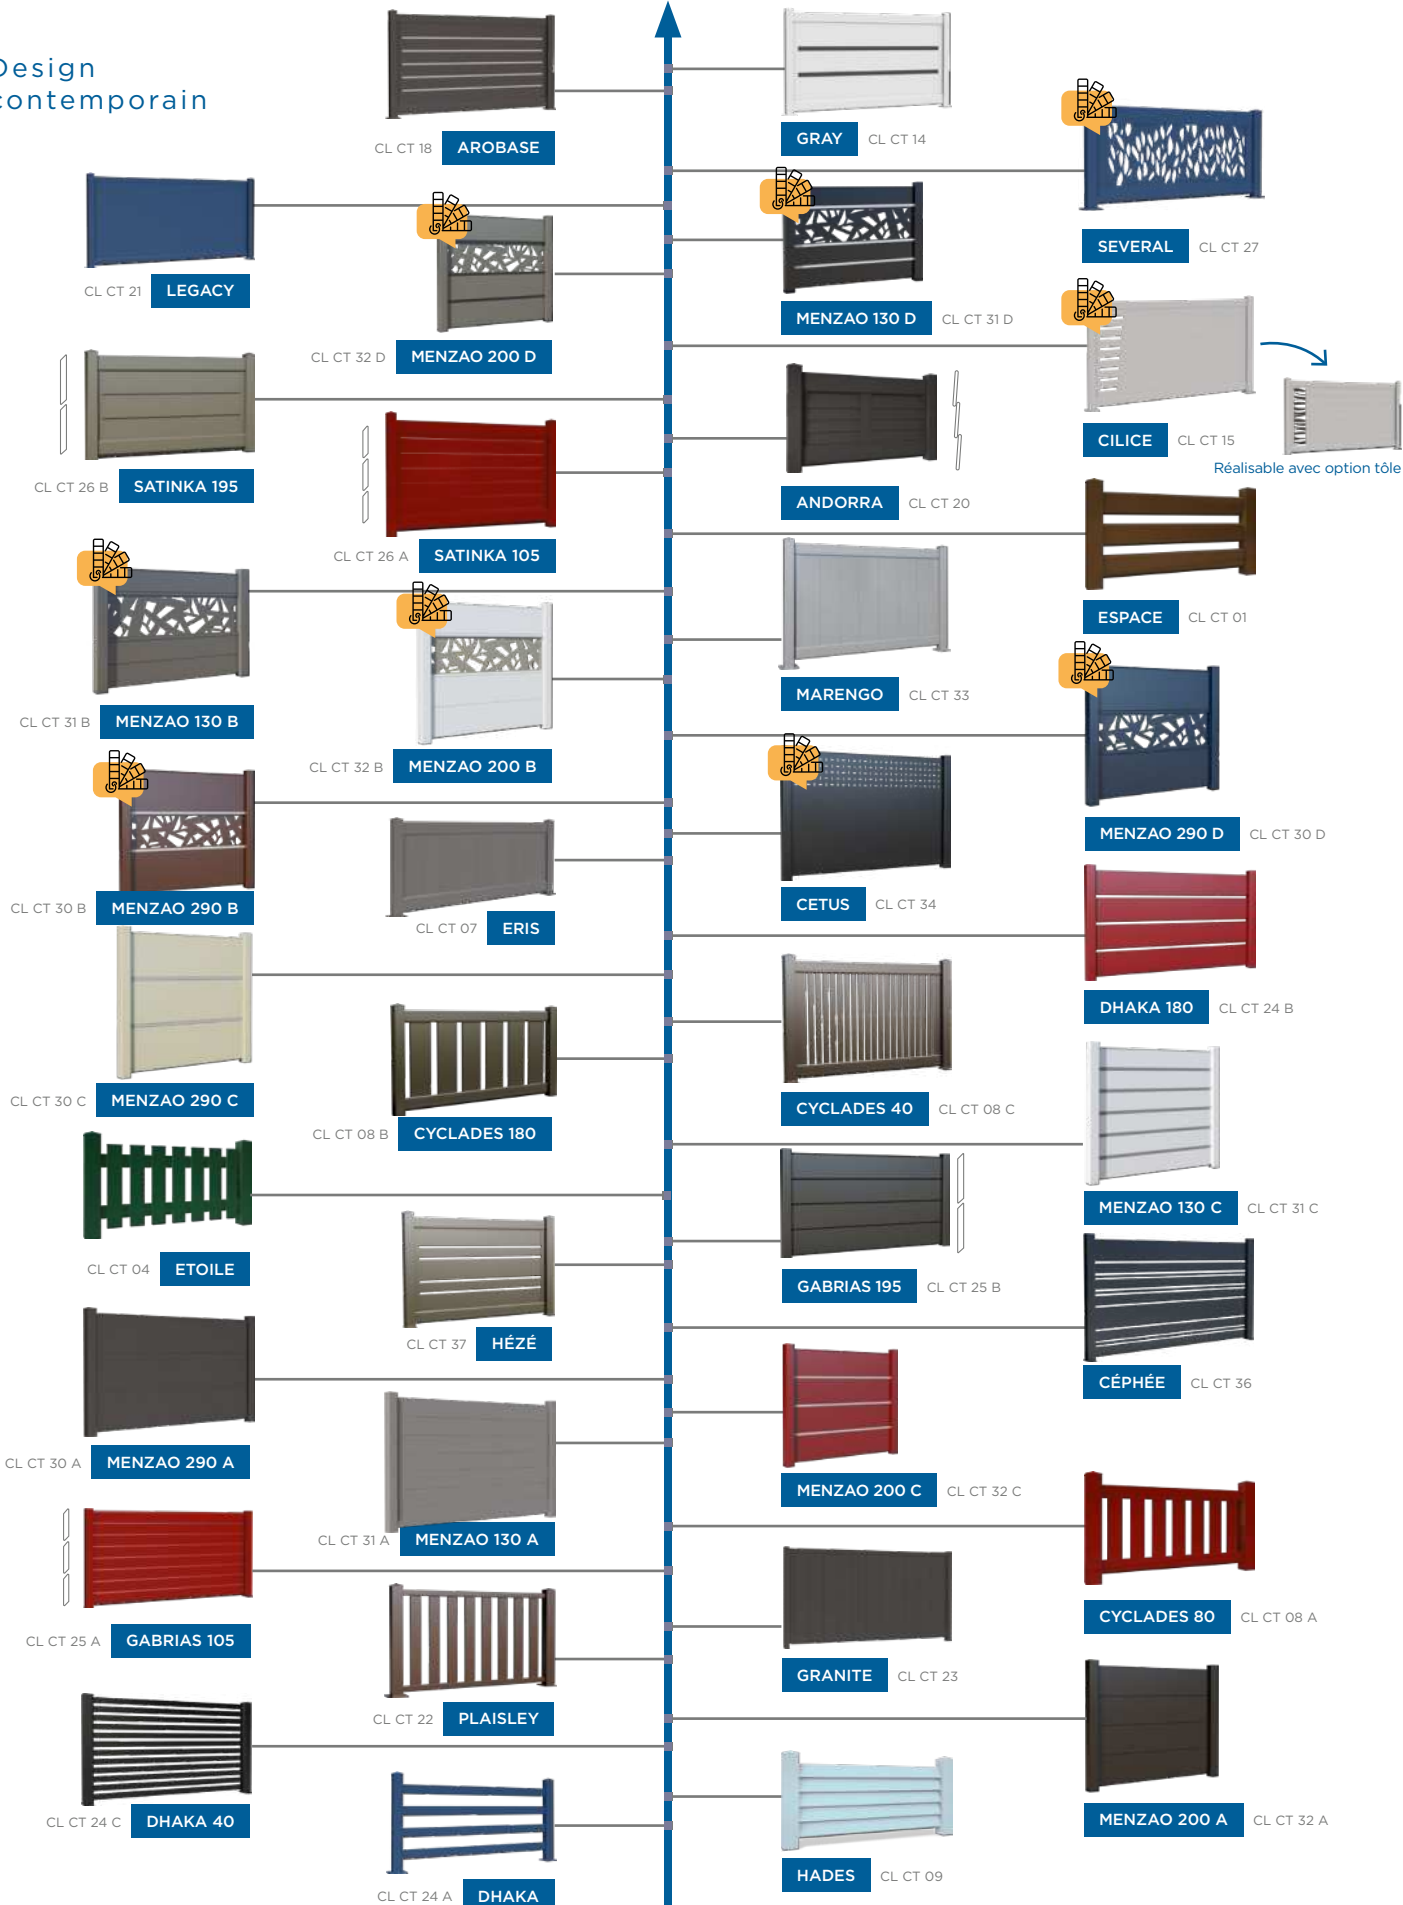 Design
contemporain
CL CT 18 AROBASE
GRAY CL CT 14
SEVERAL CL CT 27
CL CT 21 LEGACY
MENZAO 130 D CL CT 31 D
CL CT 32 D MENZAO 200 D
CILICE CL CT 15
Réalisable avec option tôle
CL CT 26 B SATINKA 195
ANDORRA CL CT 20
CL CT 26 A SATINKA 105
ESPACE CL CT 01
MARENGO CL CT 33
CL CT 31 B MENZAO 130 B
CL CT 32 B MENZAO 200 B
MENZAO 290 D CL CT 30 D
CL CT 30 B MENZAO 290 B
CETUS CL CT 34
CL CT 07 ERIS
DHAKA 180 CL CT 24 B
CL CT 30 C MENZAO 290 C
CYCLADES 40 CL CT 08 C
CL CT 08 B CYCLADES 180
MENZAO 130 C CL CT 31 C
CL CT 04 ETOILE
GABRIAS 195 CL CT 25 B
CL CT 37 HÉZÉ
CÉPHÉE CL CT 36
CL CT 30 A MENZAO 290 A
MENZAO 200 C CL CT 32 C
CL CT 31 A MENZAO 130 A
CYCLADES 80 CL CT 08 A
CL CT 25 A GABRIAS 105
GRANITE CL CT 23
CL CT 22 PLAISLEY
CL CT 24 C DHAKA 40
MENZAO 200 A CL CT 32 A
HADES CL CT 09
CL CT 24 A DHAKA